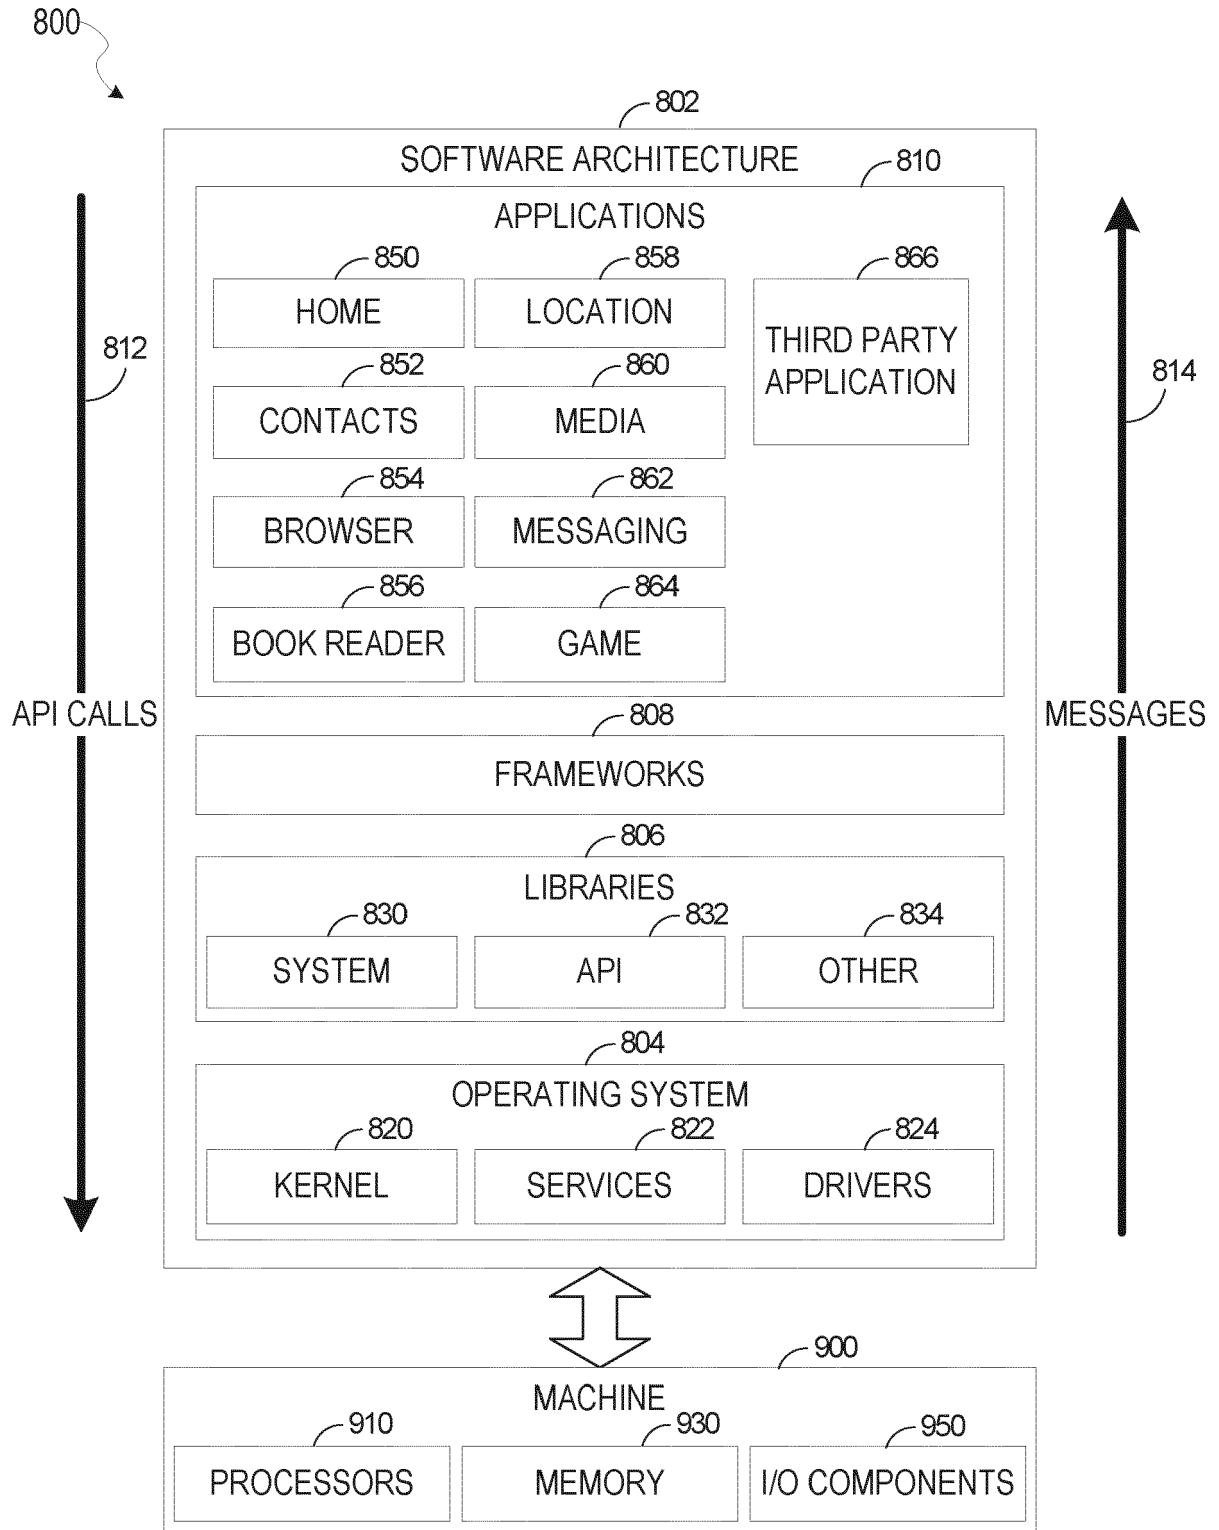 800
802
SOFTWARE ARCHITECTURE
810
APPLICATIONS
850
858
866
HOME
LOCATION
THIRD PARTY
APPLICATION
812
852
860
814
CONTACTS
MEDIA
854
862
BROWSER
MESSAGING
856
864
BOOK READER
GAME
API CALLS
MESSAGES
808
FRAMEWORKS
806
LIBRARIES
830
832
834
SYSTEM
API
OTHER
804
OPERATING SYSTEM
820
822
824
KERNEL
SERVICES
DRIVERS
900
MACHINE
910
930
950
PROCESSORS
MEMORY
I/O COMPONENTS